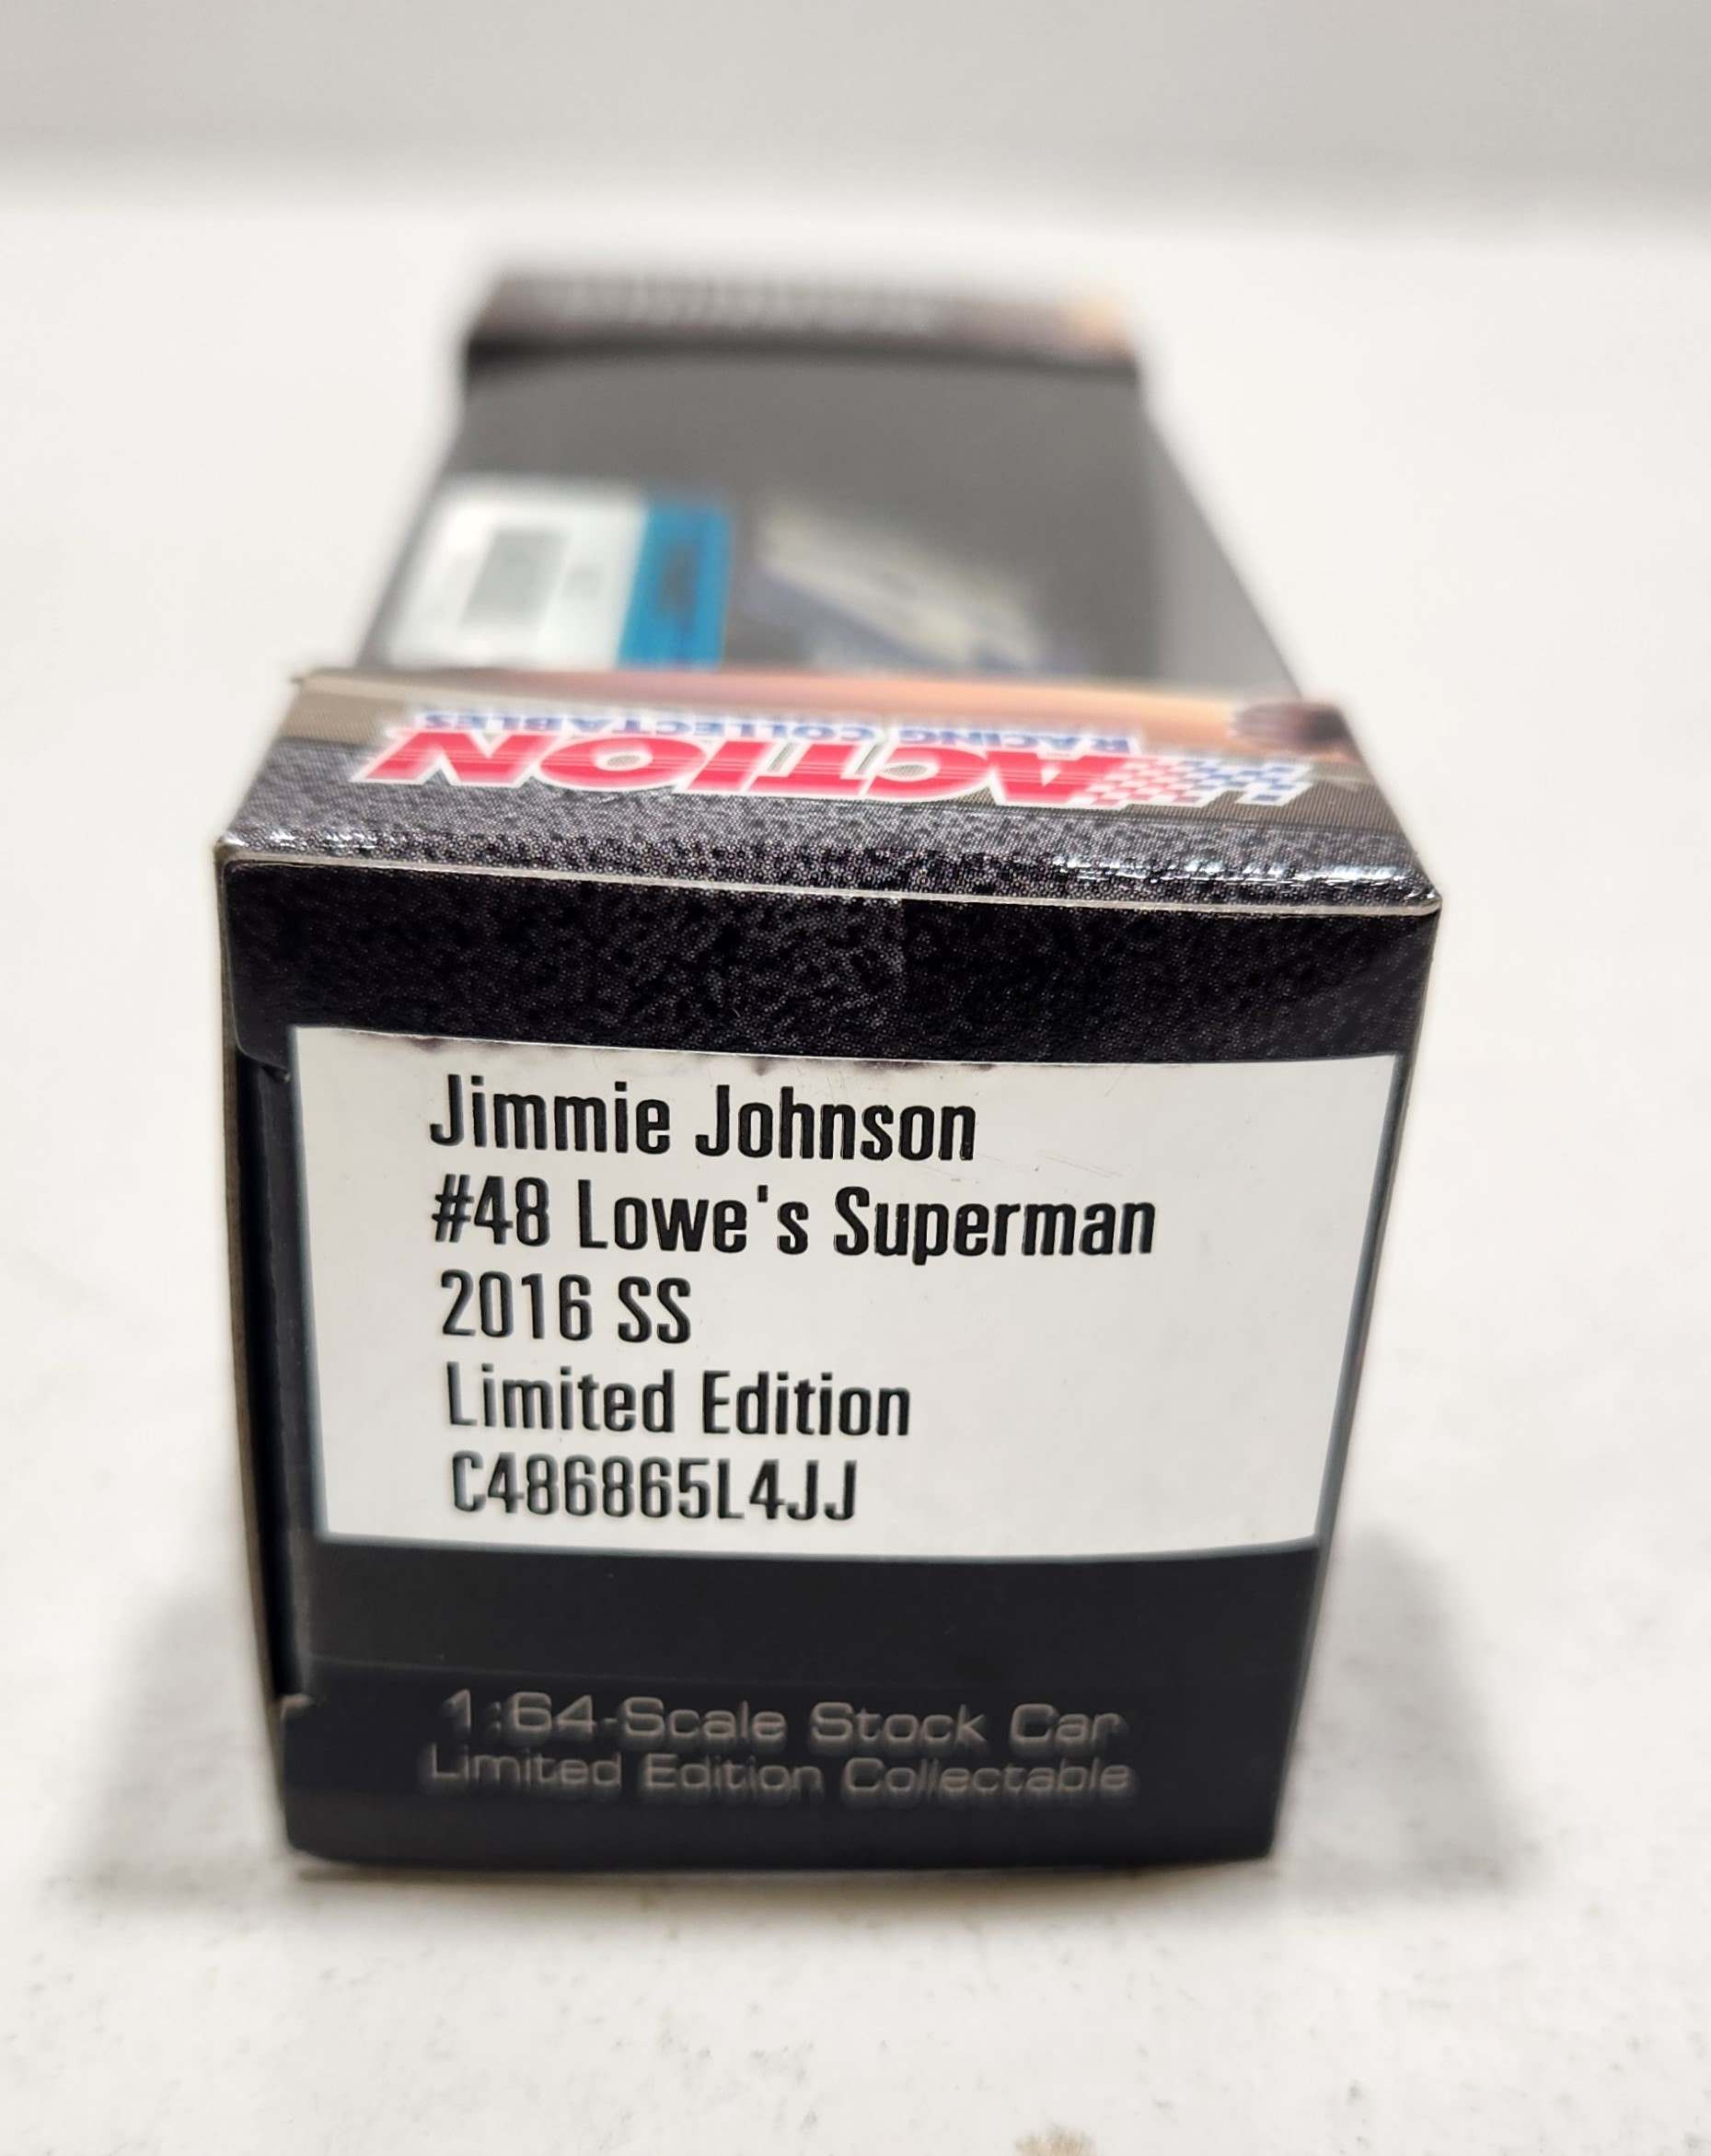 ACTION
RACING COLLECTABLES
Jimmie Johnson
#48 Lowe's Superman
2016 SS
Limited Edition
C486865L4JJ
1:64-Scale Stock Car
Limited Edition Collectable